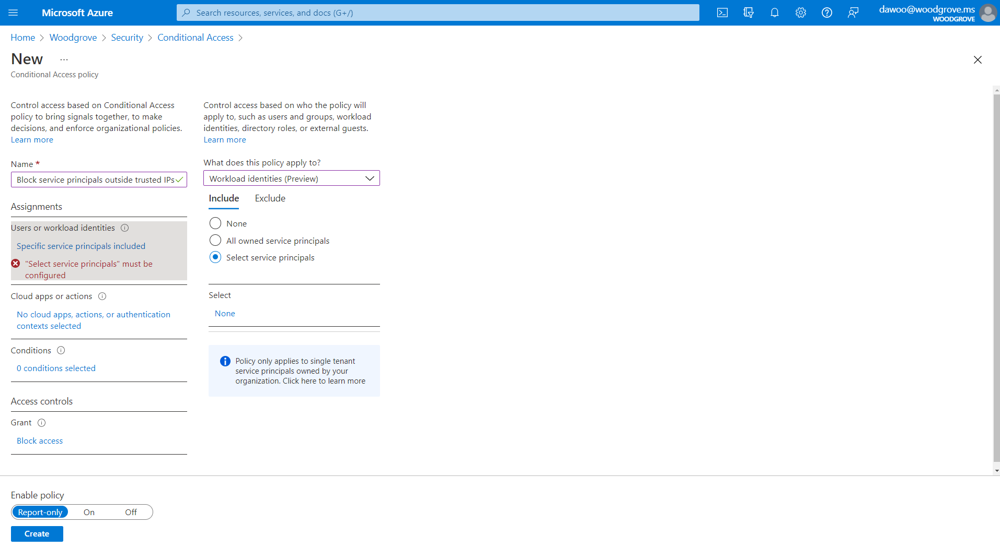 Microsoft Azure
Search resources, services, and docs (G+/)
dawoo@woodgrove.ms
WOODGROVE
Home > Woodgrove > Security > Conditional Access >
New ...
Conditional Access policy
Control access based on Conditional Access
policy to bring signals together, to make
decisions, and enforce organizational policies.
Learn more
Name *
Block service principals outside trusted IPs
Assignments
Users or workload identities
Specific service principals included
"Select service principals" must be
configured
Cloud apps or actions
No cloud apps, actions, or authentication
contexts selected
Conditions
0 conditions selected
Access controls
Grant
Block access
Control access based on who the policy will
apply to, such as users and groups, workload
identities, directory roles, or external guests.
Learn more
What does this policy apply to?
Workload identities (Preview)
Include Exclude
None
All owned service principals
Select service principals
Select
None
Policy only applies to single tenant
service principals owned by your
organization. Click here to learn more
Enable policy
Report-only On Off
Create